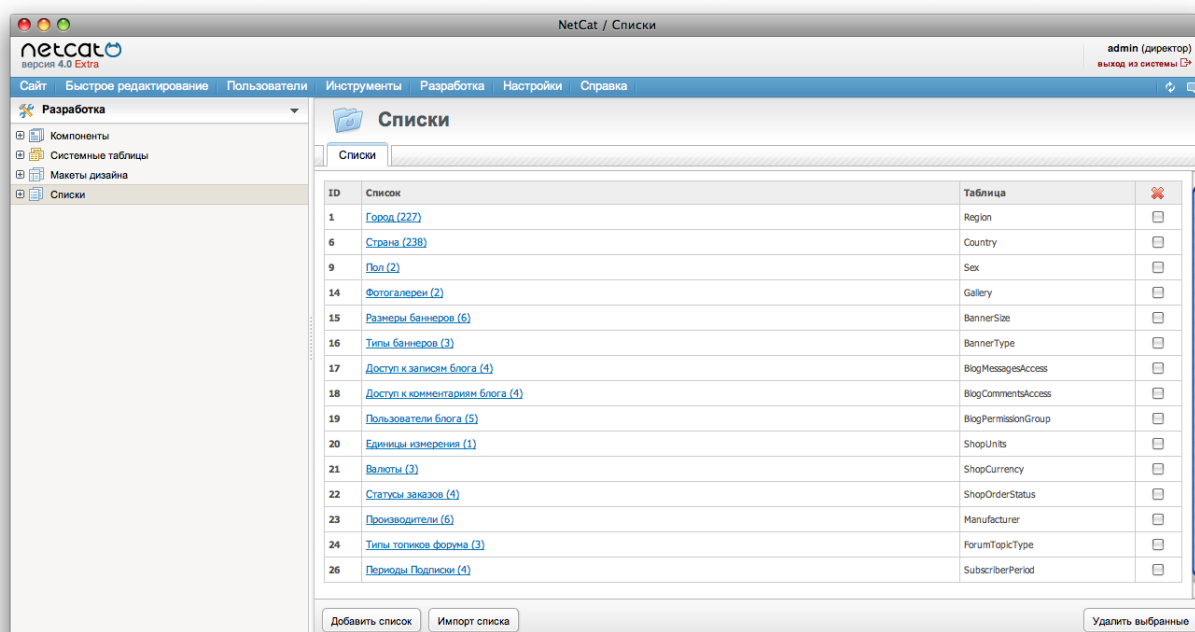 NetCat / Списки
netcat
версия 4.0 Extra
admin (директор)
выход из системы
Сайт Быстрое редактирование Пользователи Инструменты Разработка Настройки Справка
Разработка
Компоненты
Системные таблицы
Макеты дизайна
Списки
Списки
Списки
ID Список Таблица
1 Город (227) Region
6 Страна (238) Country
9 Пол (2) Sex
14 Фотогалереи (2) Gallery
15 Размеры баннеров (6) BannerSize
16 Типы баннеров (3) BannerType
17 Доступ к записям блога (4) BlogMessagesAccess
18 Доступ к комментариям блога (4) BlogCommentsAccess
19 Пользователи блога (5) BlogPermissionGroup
20 Единицы измерения (1) ShopUnits
21 Валюты (3) ShopCurrency
22 Статусы заказов (4) ShopOrderStatus
23 Производители (6) Manufacturer
24 Типы топиков форума (3) ForumTopicType
26 Периоды Подписки (4) SubscriberPeriod
Добавить список Импорт списка Удалить выбранные